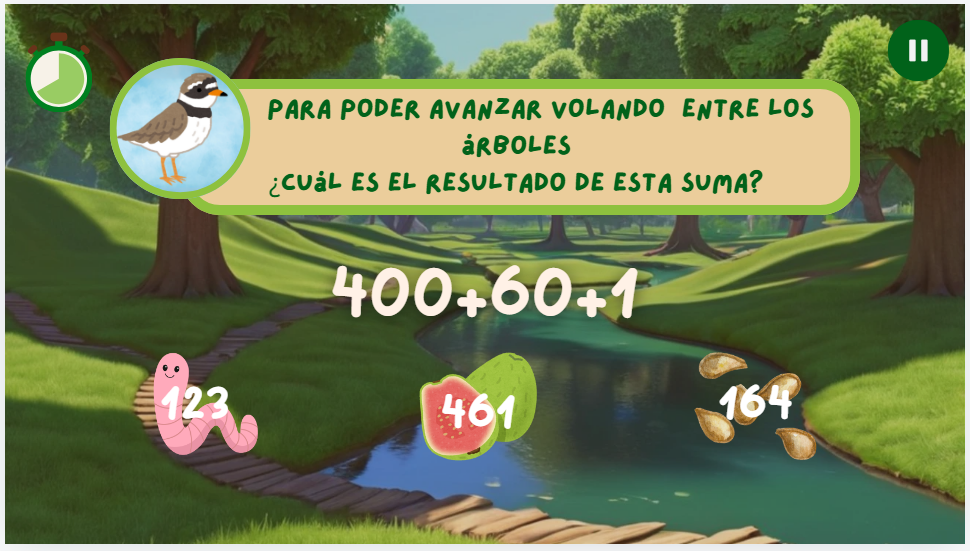 PARA PODER AVANZAR VOLANDO ENTRE LOS
áRBOLES
¿CUáL ES EL RESULTADO DE ESTA SUMA?
400+60+1
123
461
164